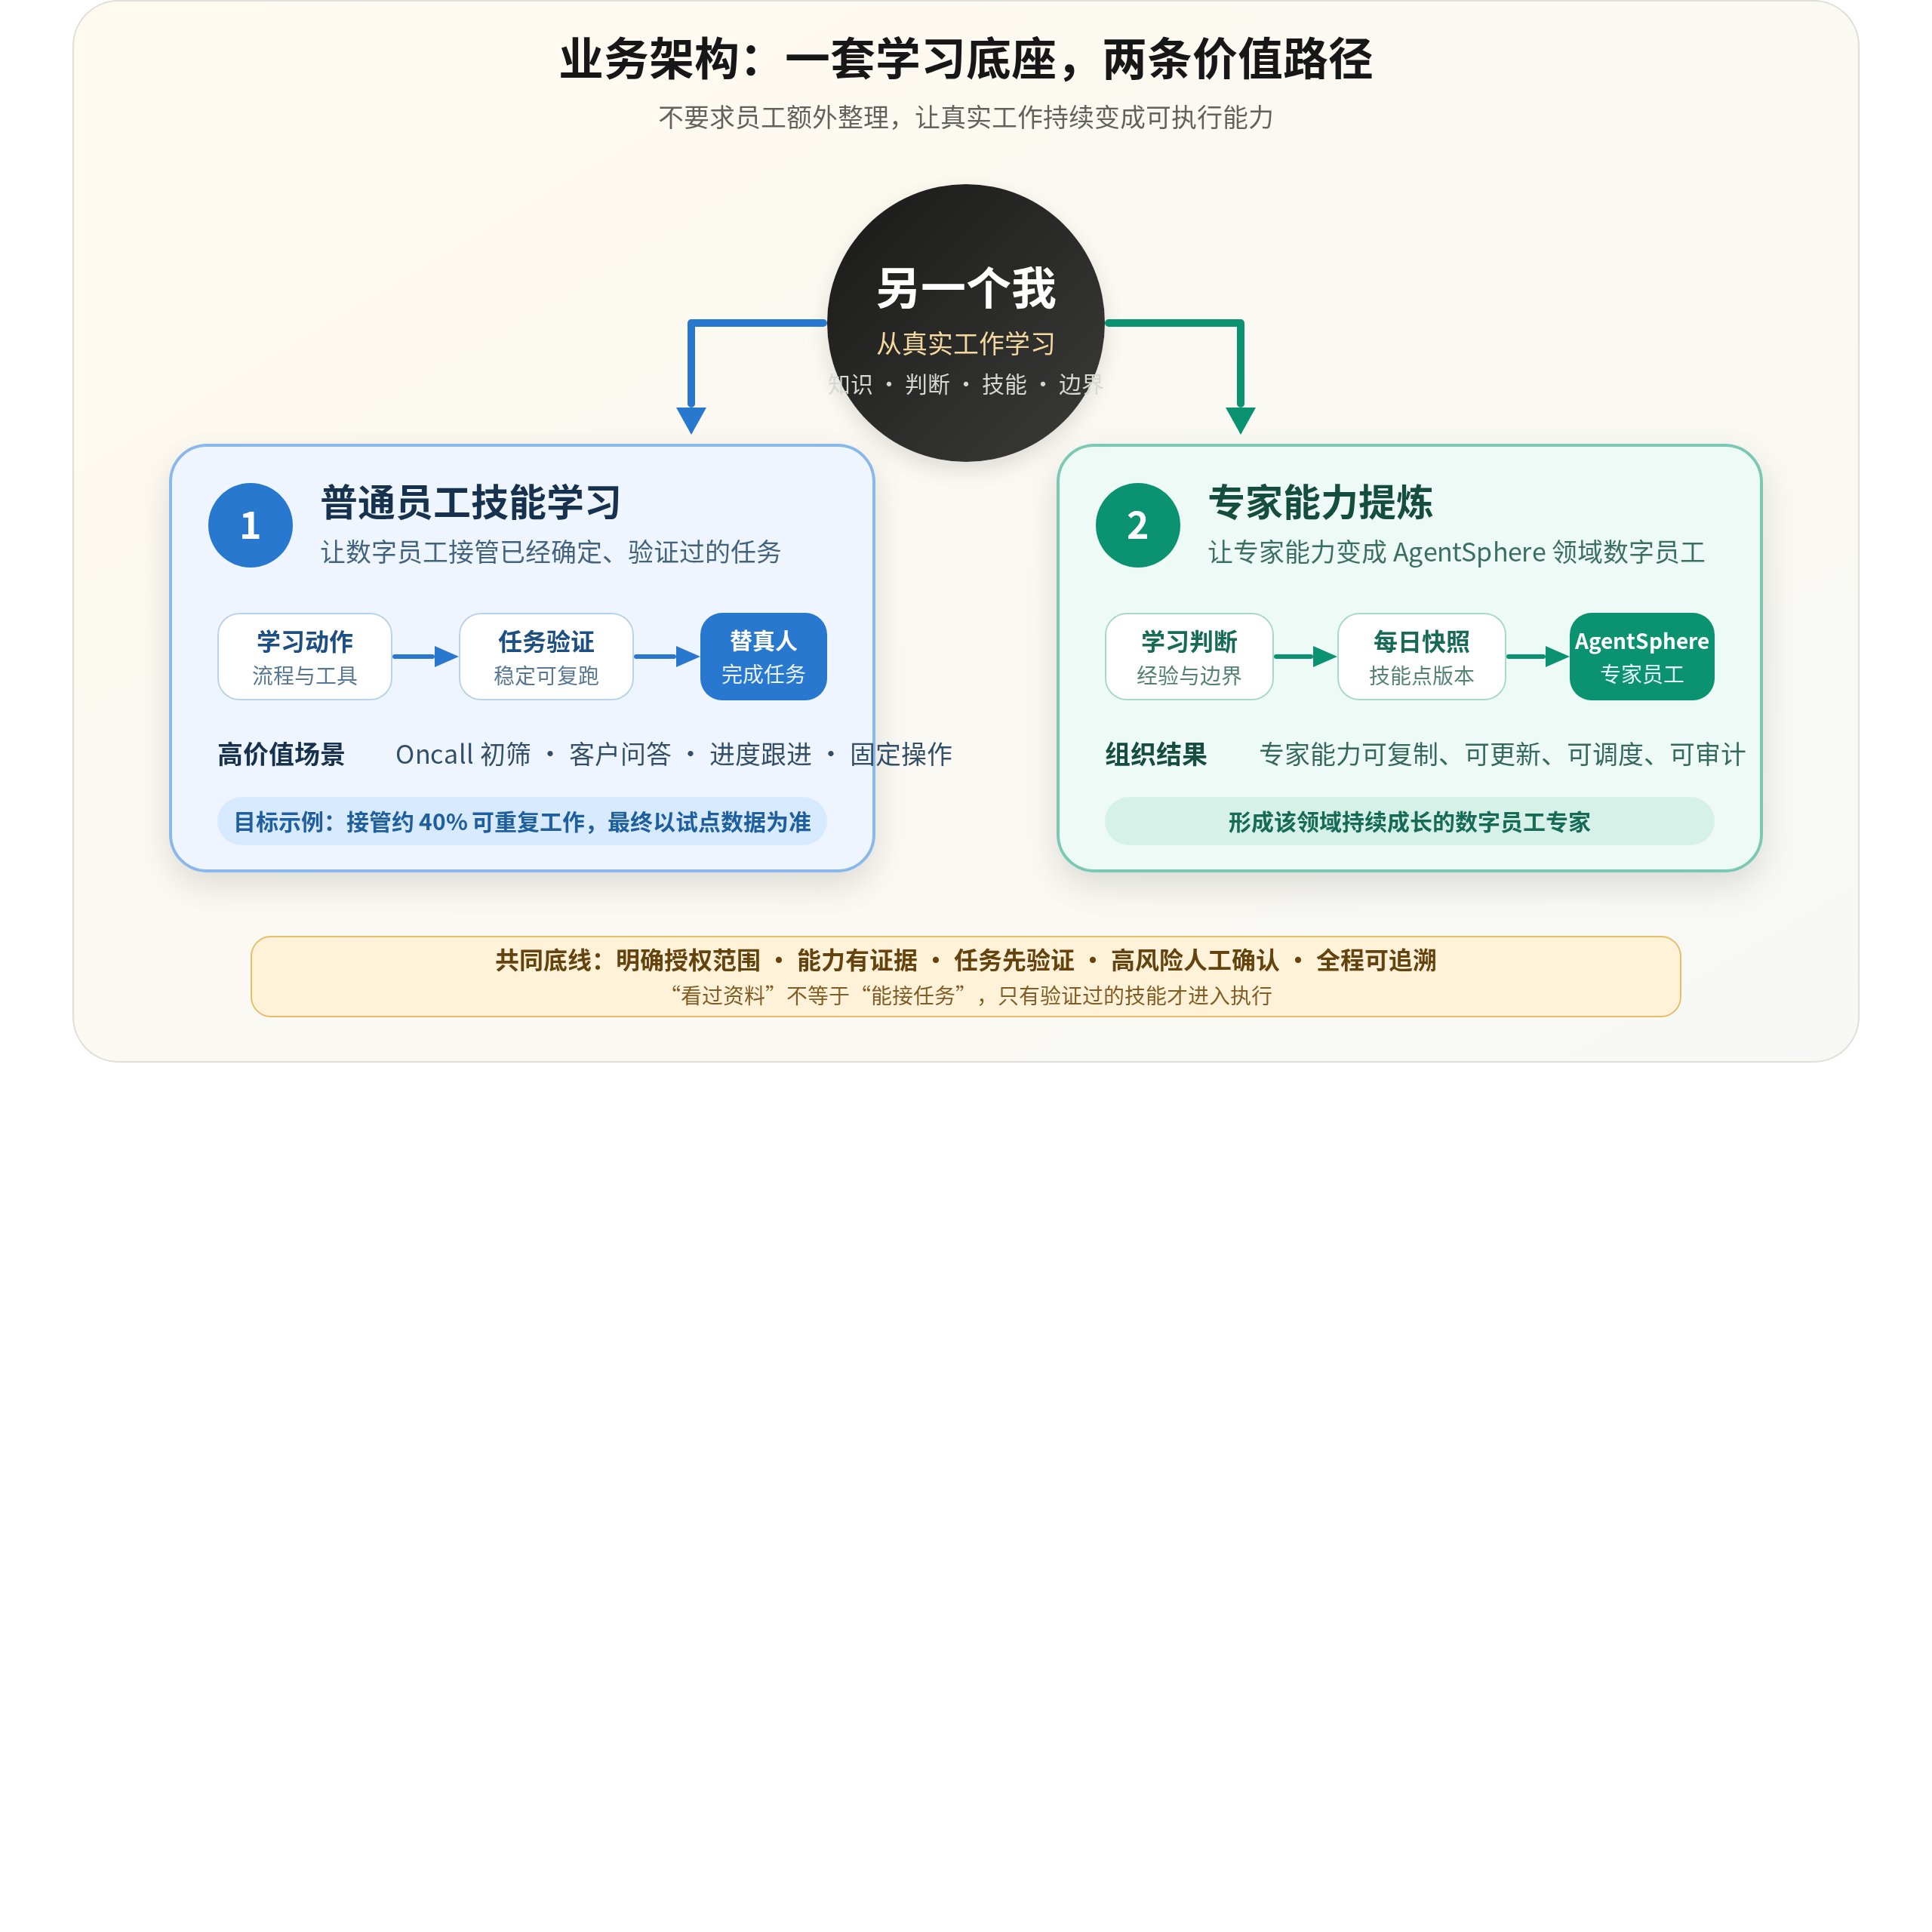 业务架构：一套学习底座，两条价值路径
不要求员工额外整理，让真实工作持续变成可执行能力
另一个我
从真实工作学习
知识 • 判断 • 技能 • 边界
1
普通员工技能学习
让数字员工接管已经确定、验证过的任务
学习动作
流程与工具
任务验证
稳定可复跑
替真人
完成任务
高价值场景 Oncall 初筛 • 客户问答 • 进度跟进 • 固定操作
目标示例：接管约 40% 可重复工作，最终以试点数据为准
2
专家能力提炼
让专家能力变成 AgentSphere 领域数字员工
学习判断
经验与边界
每日快照
技能点版本
AgentSphere
专家员工
组织结果 专家能力可复制、可更新、可调度、可审计
形成该领域持续成长的数字员工专家
共同底线：明确授权范围 • 能力有证据 • 任务先验证 • 高风险人工确认 • 全程可追溯
“看过资料”不等于“能接任务”，只有验证过的技能才进入执行